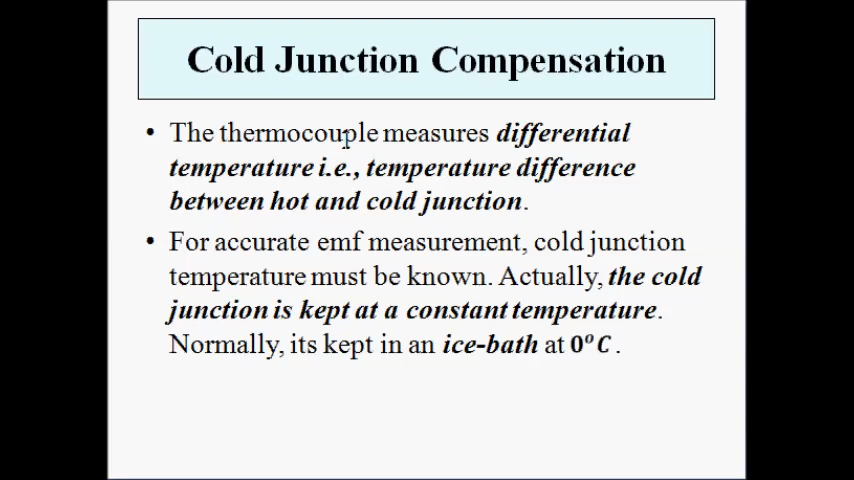 Cold Junction Compensation
• The thermocouple measures differential
temperature i.e., temperature difference
between hot and cold junction.
• For accurate emf measurement, cold junction
temperature must be known. Actually, the cold
junction is kept at a constant temperature.
Normally, its kept in an ice-bath at 0°C .